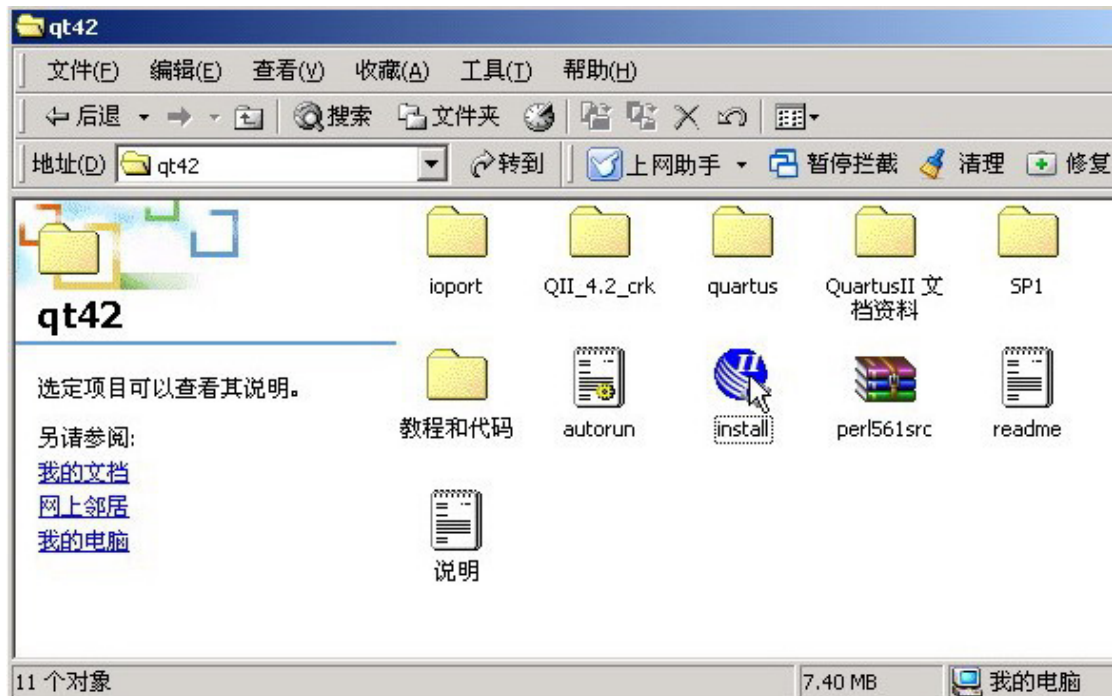 qt42
文件(F) 编辑(E) 查看(V) 收藏(A) 工具(T) 帮助(H)
后退 搜索 文件夹
地址(D) qt42 转到 上网助手 暂停拦截 清理 修复
qt42
选定项目可以查看其说明。
另请参阅:
我的文档
网上邻居
我的电脑
ioport QII_4.2_crk quartus QuartusII 文
档资料 SP1
教程和代码 autorun install perl561src readme
说明
11 个对象 7.40 MB 我的电脑